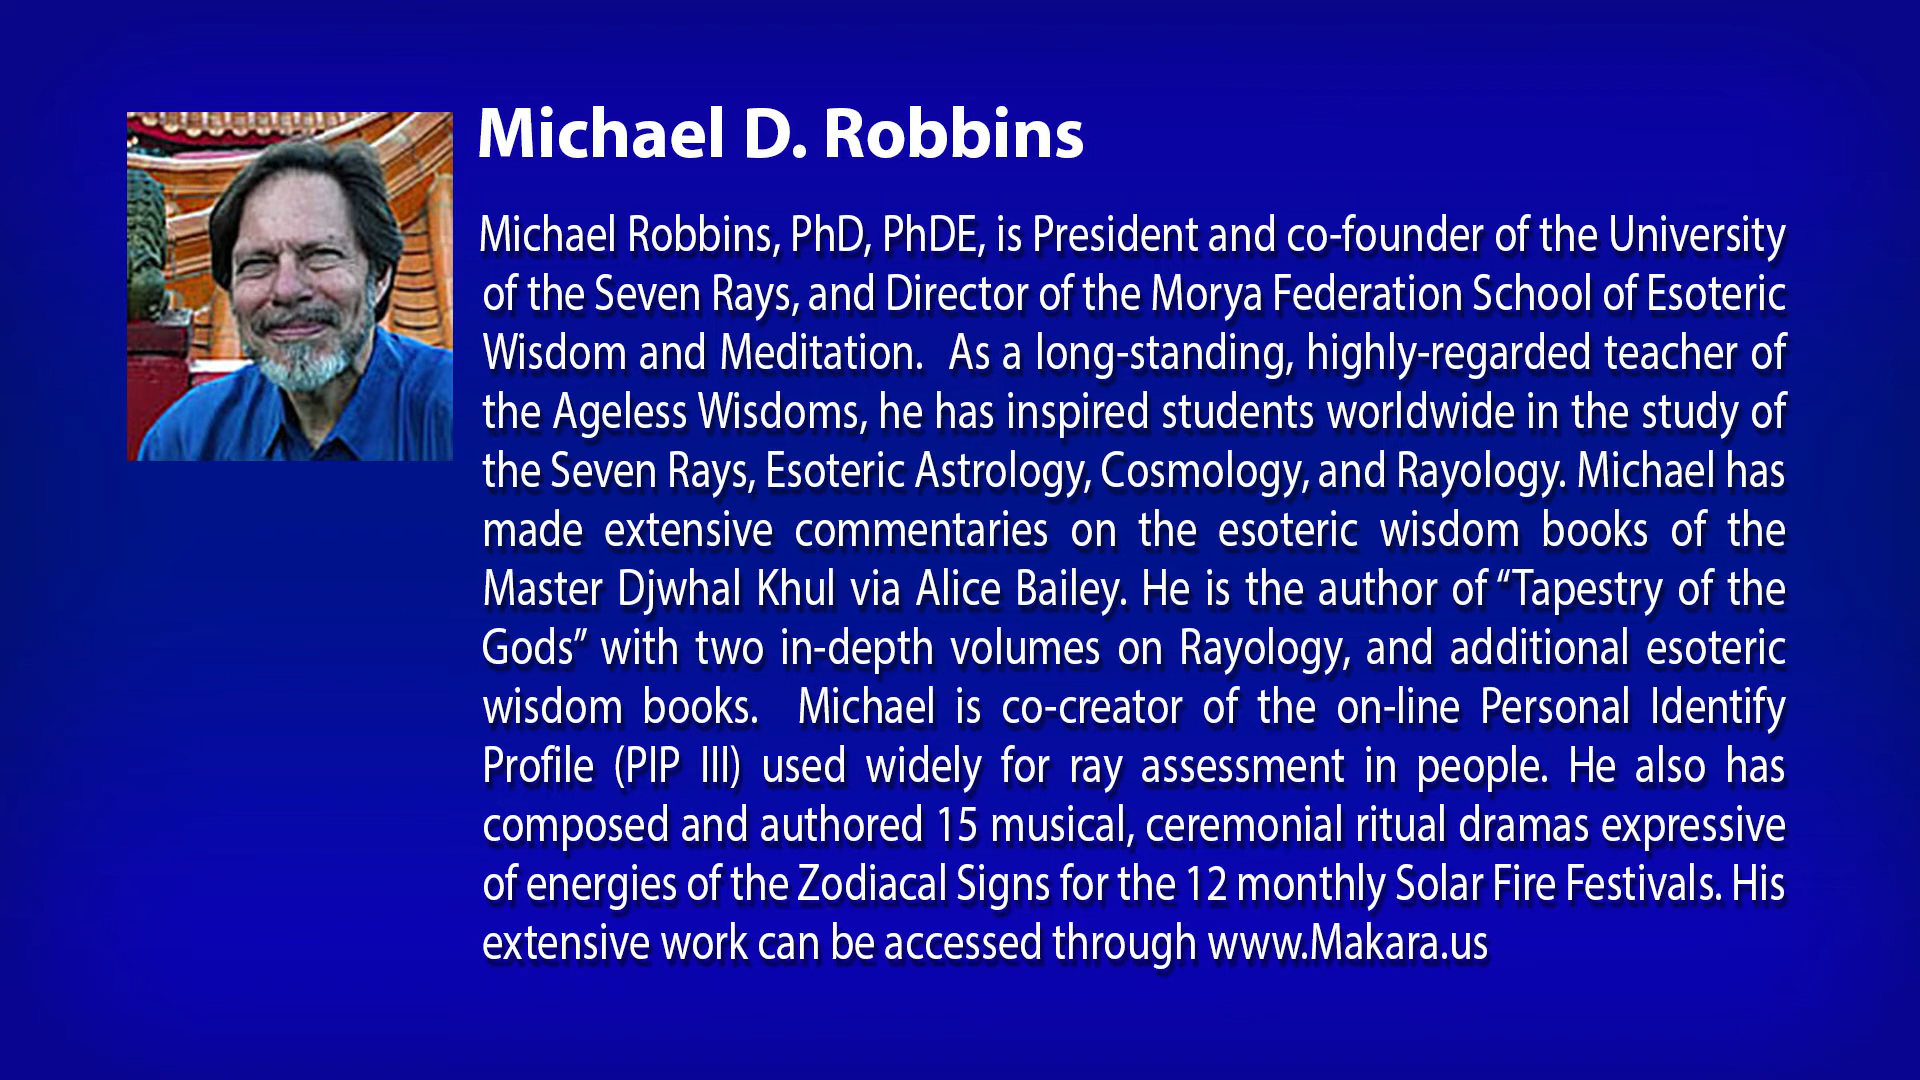 Michael D. Robbins
Michael Robbins, PhD, PhDE, is President and co-founder of the University
of the Seven Rays, and Director of the Morya Federation School of Esoteric
Wisdom and Meditation.  As a long-standing, highly-regarded teacher of
the Ageless Wisdoms, he has inspired students worldwide in the study of
the Seven Rays, Esoteric Astrology, Cosmology, and Rayology. Michael has
made extensive commentaries on the esoteric wisdom books of the
Master Djwhal Khul via Alice Bailey. He is the author of “Tapestry of the
Gods” with two in-depth volumes on Rayology, and additional esoteric
wisdom books.  Michael is co-creator of the on-line Personal Identify
Profile (PIP III) used widely for ray assessment in people. He also has
composed and authored 15 musical, ceremonial ritual dramas expressive
of energies of the Zodiacal Signs for the 12 monthly Solar Fire Festivals. His
extensive work can be accessed through www.Makara.us